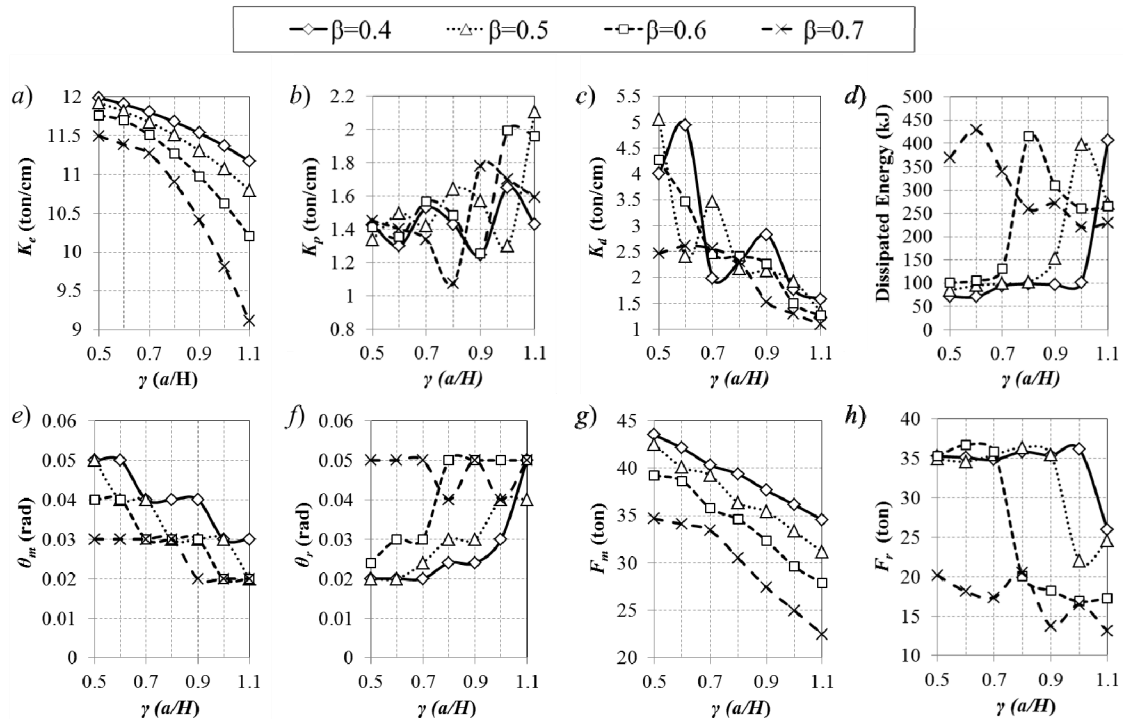 β=0.4 β=0.5 β=0.6 β=0.7
a)
Ke (ton/cm)
12
11.5
11
10.5
10
9.5
9
0.5 0.7 0.9 1.1
γ (a/H)
b)
Kp (ton/cm)
2.2
2
1.8
1.6
1.4
1.2
1
0.8
0.5 0.7 0.9 1.1
γ (a/H)
c)
Kd (ton/cm)
5.5
5
4.5
4
3.5
3
2.5
2
1.5
1
0.5 0.7 0.9 1.1
γ (a/H)
d)
Dissipated Energy (kJ)
500
450
400
350
300
250
200
150
100
50
0
0.5 0.7 0.9 1.1
γ (a/H)
e)
θm (rad)
0.06
0.05
0.04
0.03
0.02
0.01
0
0.5 0.7 0.9 1.1
γ (a/H)
f)
θr (rad)
0.06
0.05
0.04
0.03
0.02
0.01
0
0.5 0.7 0.9 1.1
γ (a/H)
g)
Fm (ton)
45
40
35
30
25
20
0.5 0.7 0.9 1.1
γ (a/H)
h)
Fr (ton)
40
35
30
25
20
15
10
0.5 0.7 0.9 1.1
γ (a/H)